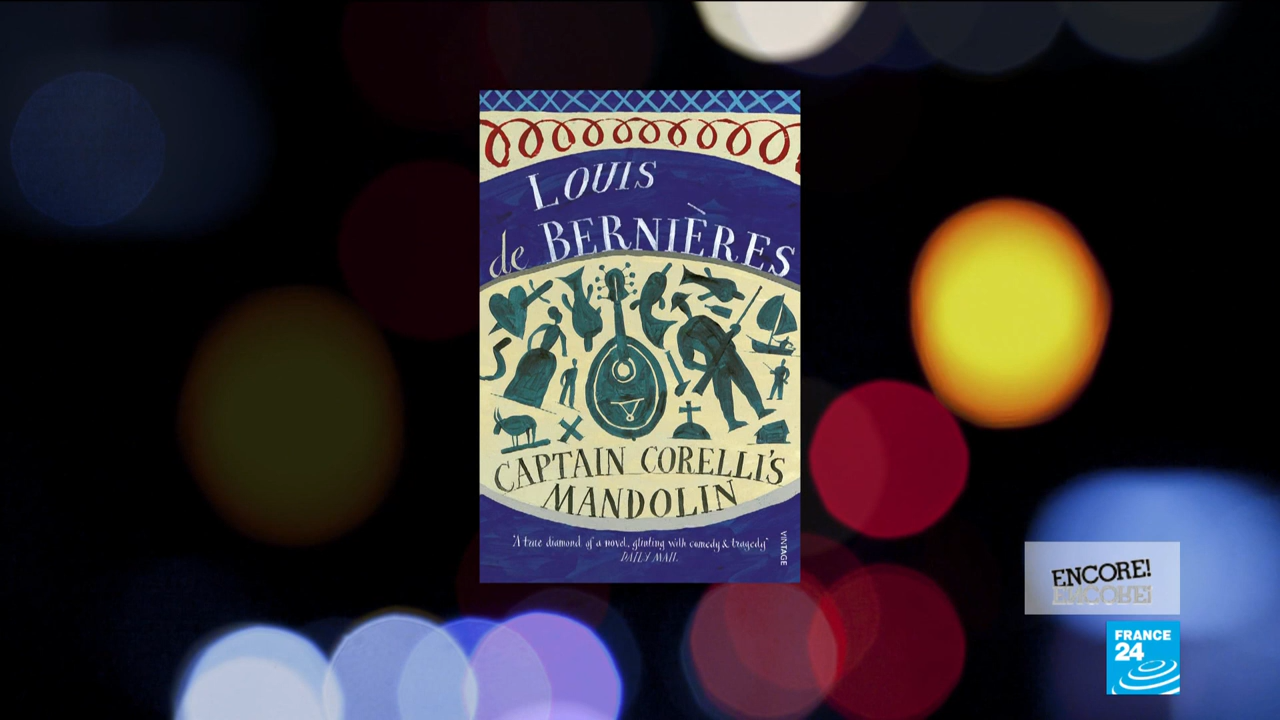 LOUIS
de BERNIÈRES
CAPTAIN CORELLI'S
MANDOLIN
'A true diamond of a novel, glinting with comedy & tragedy'
DAILY MAIL
VINTAGE
ENCORE!
FRANCE
24